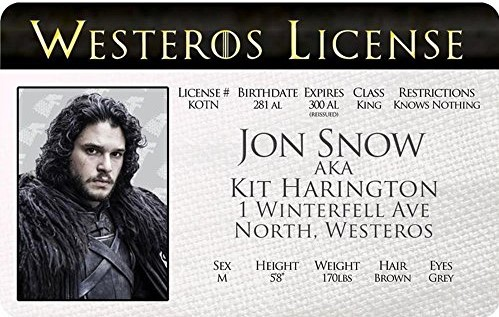 WESTEROS LICENSE
LICENSE # BIRTHDATE EXPIRES CLASS RESTRICTIONS
KOTN 281 AL 300 AL KING KNOWS NOTHING
(REISSUED)
JON SNOW
AKA
KIT HARINGTON
1 WINTERFELL AVE
NORTH, WESTEROS
SEX HEIGHT WEIGHT HAIR EYES
M 5'8" 170LBS BROWN GREY